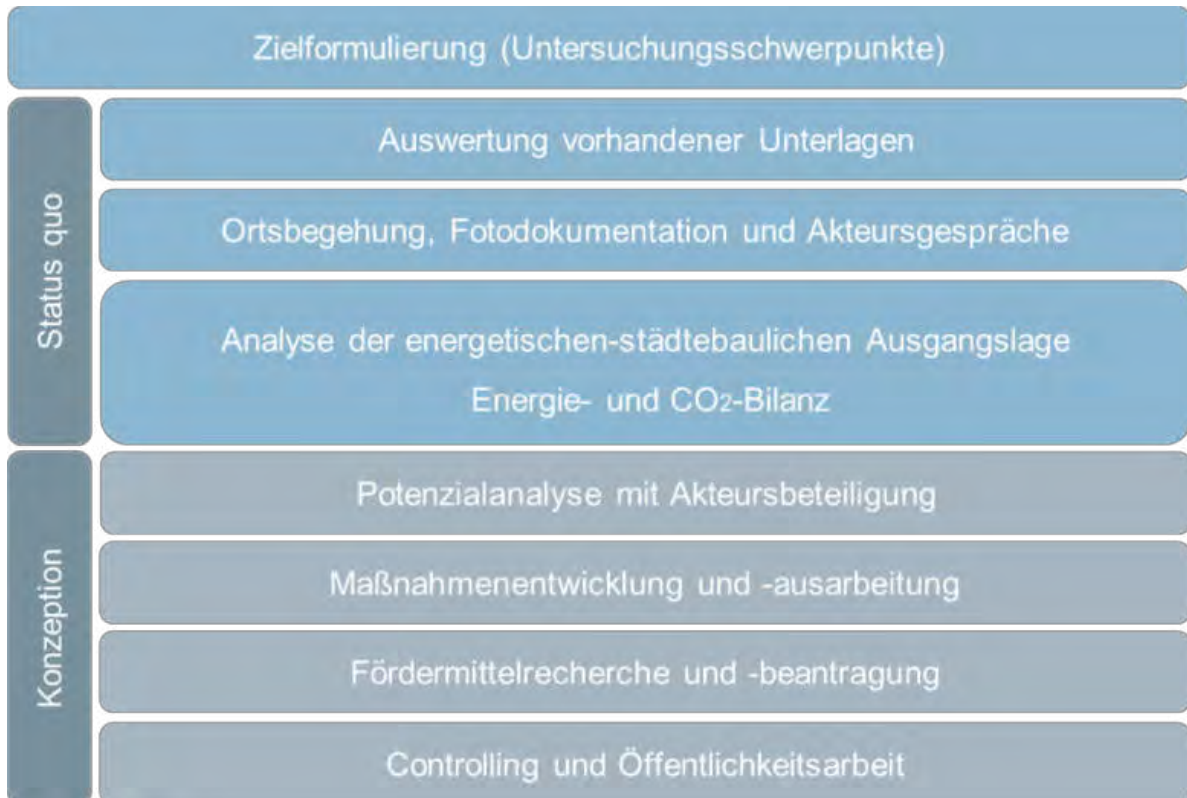 Zielformulierung (Untersuchungsschwerpunkte)
Status quo
Auswertung vorhandener Unterlagen
Ortsbegehung, Fotodokumentation und Akteursgespräche
Analyse der energetischen-städtebaulichen Ausgangslage
Energie- und CO2-Bilanz
Konzeption
Potenzialanalyse mit Akteursbeteiligung
Maßnahmenentwicklung und -ausarbeitung
Fördermittelrecherche und -beantragung
Controlling und Öffentlichkeitsarbeit